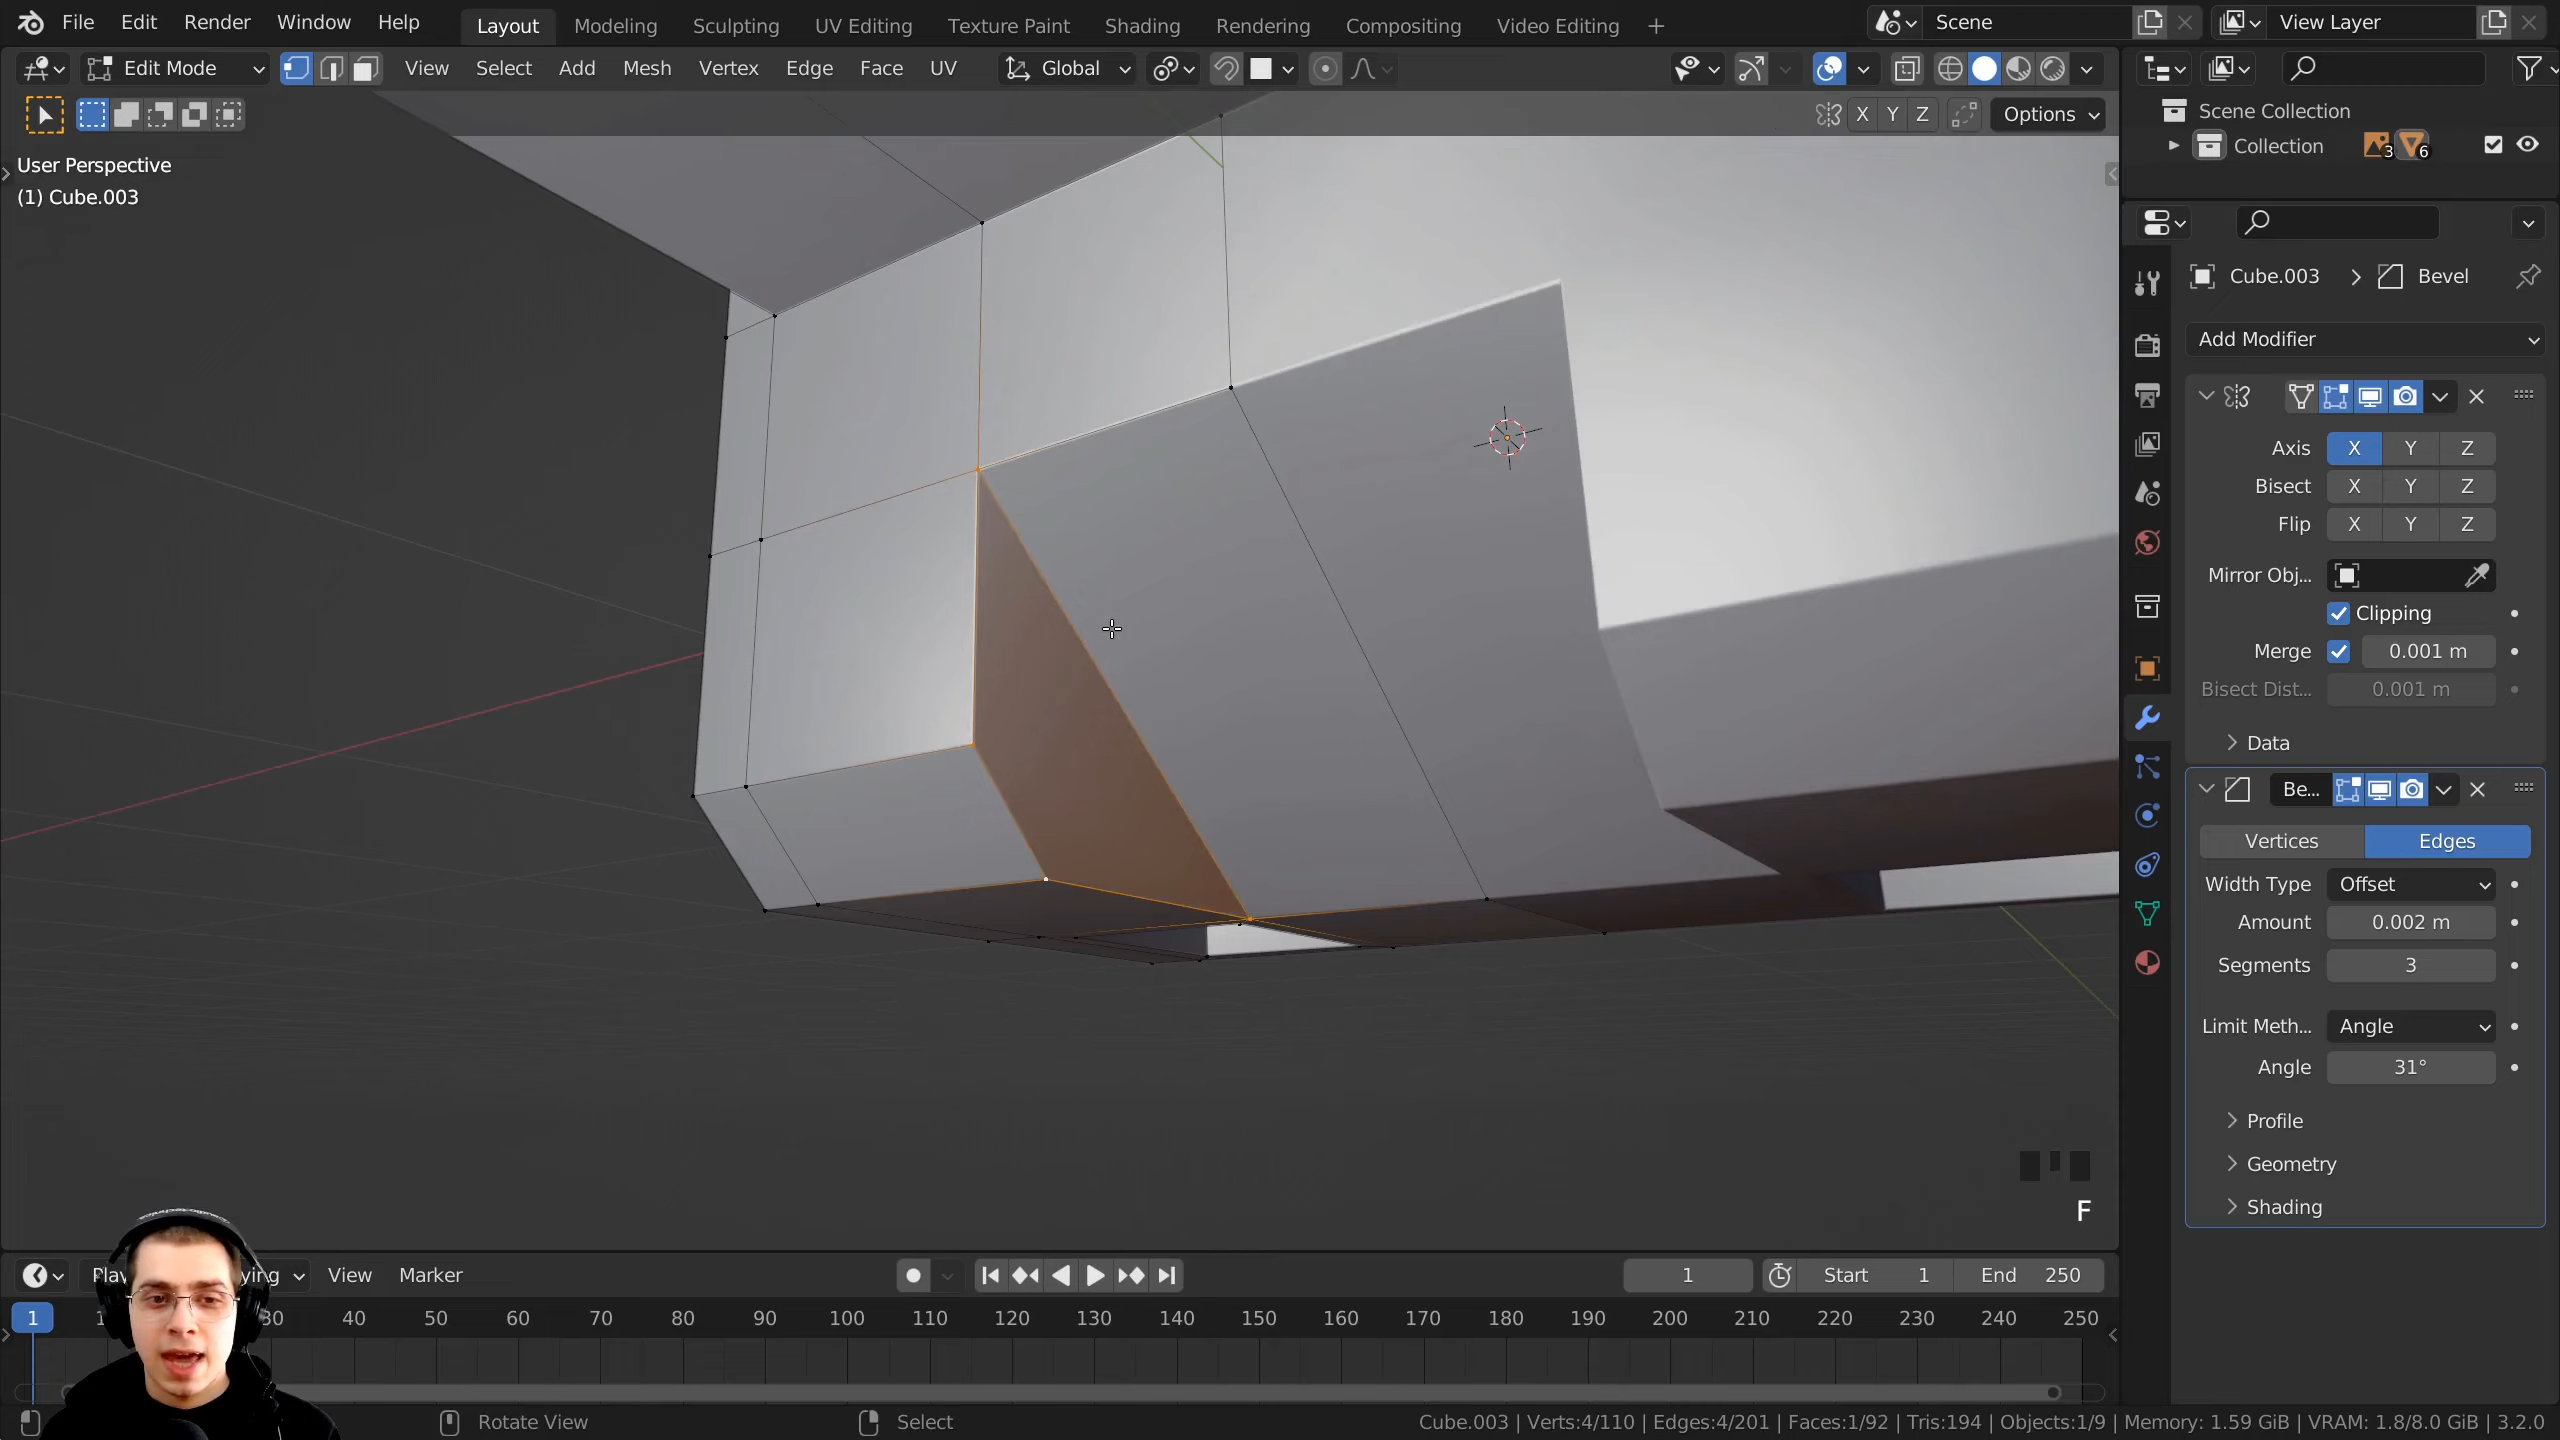 File Edit Render Window Help Layout Modeling Sculpting UV Editing Texture Paint Shading Rendering Compositing Video Editing + Scene View Layer
Edit Mode View Select Add Mesh Vertex Edge Face UV Global
X Y Z Options
User Perspective
(1) Cube.003
Scene Collection
Collection 3 6
Cube.003 > Bevel
Add Modifier
Axis X Y Z
Bisect X Y Z
Flip X Y Z
Mirror Obj...
Clipping
Merge 0.001 m
Bisect Dist... 0.001 m
Data
Be...
Vertices Edges
Width Type Offset
Amount 0.002 m
Segments 3
Limit Meth... Angle
Angle 31°
Profile
Geometry
Shading
F
View Marker 1 Start 1 End 250
1 40 50 60 70 80 90 100 110 120 130 140 150 160 170 180 190 200 210 220 230 240 250
Rotate View Select Cube.003 | Verts:4/110 | Edges:4/201 | Faces:1/92 | Tris:194 | Objects:1/9 | Memory: 1.59 GiB | VRAM: 1.8/8.0 GiB | 3.2.0